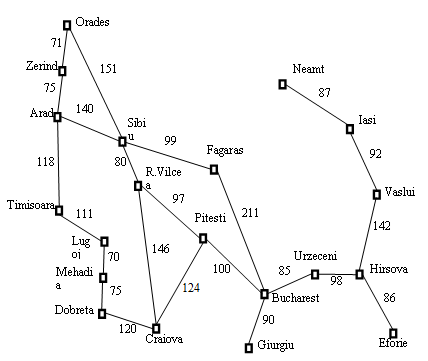 Orades
71
Neamt
Zerind
151
87
75
Arad
140
Sibi
u
Iasi
99
80
Fagaras
92
118
R.Vilce
a
97
Vaslui
Timisoara
111
Pitesti
211
142
Lug
oj
70
146
Urzeceni
Mehadi
a
100
85
Hirsova
75
124
98
Bucharest
86
Dobreta
120
90
Craiova
Giurgiu
Eforie